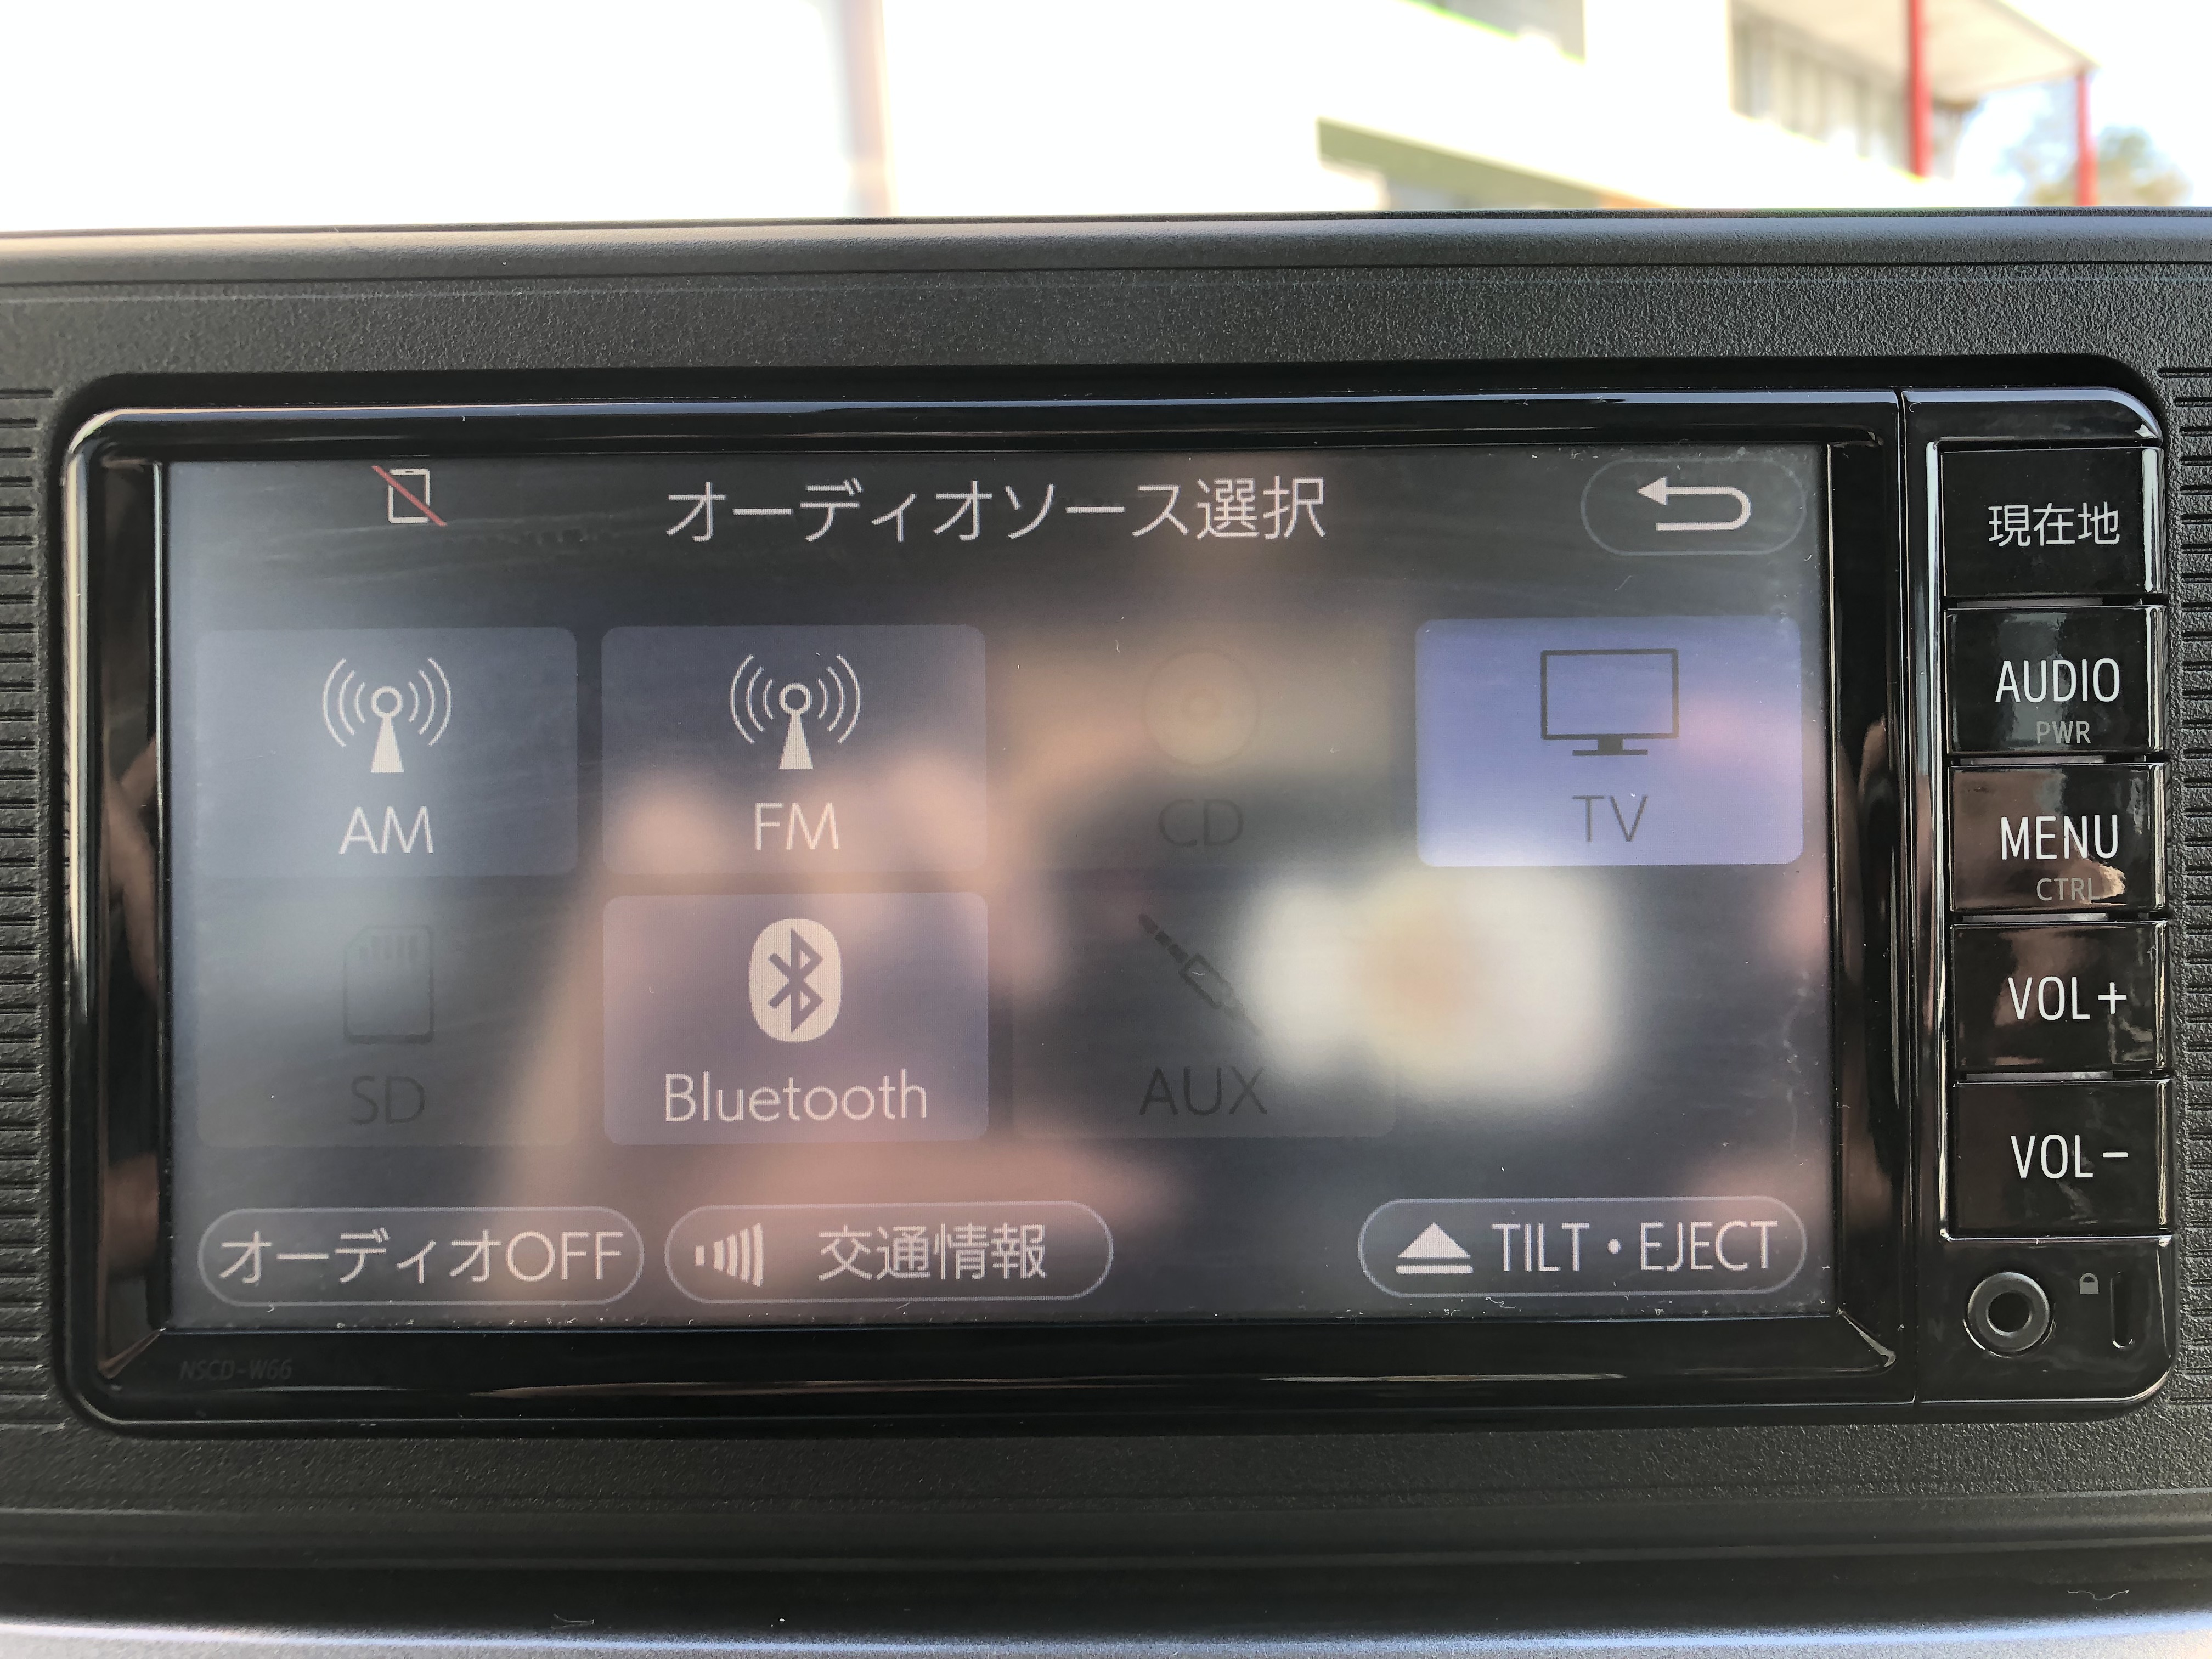 オーディオソース選択
AM
FM
CD
TV
SD
Bluetooth
AUX
オーディオOFF
交通情報
TILT・EJECT
NSCD-W66
現在地
AUDIO
PWR
MENU
CTRL
VOL+
VOL-